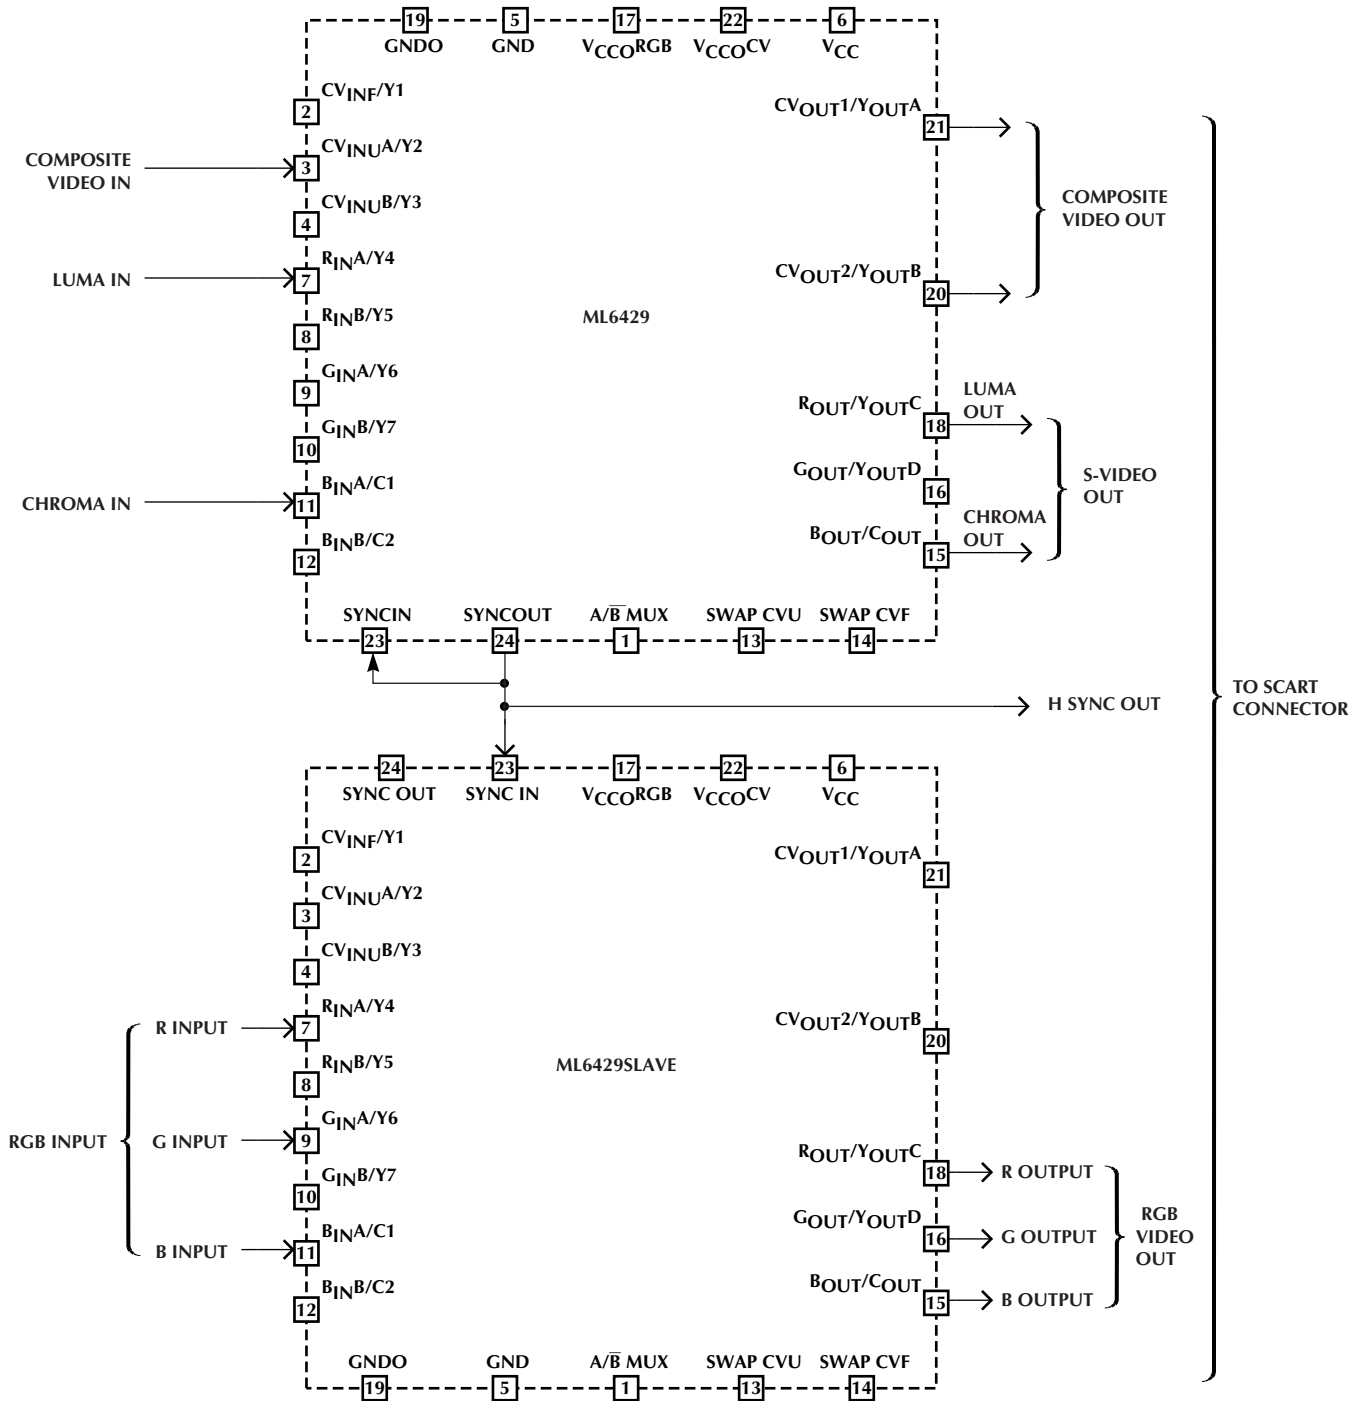 19 5 17 22 6
GNDO GND VCCORGB VCCOCV VCC
CVINF/Y1
2
CVOUT1/YOUTA
21
CVINUA/Y2
COMPOSITE
VIDEO IN
3
CVINUB/Y3
4
COMPOSITE
VIDEO OUT
RINA/Y4
LUMA IN
7
CVOUT2/YOUTB
20
RINB/Y5
8
ML6429
GINA/Y6
9
ROUT/YOUTC
18
LUMA
OUT
GINB/Y7
10
GOUT/YOUTD
16
S-VIDEO
OUT
BINA/C1
CHROMA IN
11
BOUT/COUT
15
CHROMA
OUT
BINB/C2
12
SYNCIN SYNCOUT A/B̅ MUX SWAP CVU SWAP CVF
23 24 1 13 14
H SYNC OUT
TO SCART
CONNECTOR
24 23 17 22 6
SYNC OUT SYNC IN VCCORGB VCCOCV VCC
CVINF/Y1
2
CVOUT1/YOUTA
21
CVINUA/Y2
3
CVINUB/Y3
4
RINA/Y4
R INPUT
7
CVOUT2/YOUTB
20
RINB/Y5
8
ML6429SLAVE
GINA/Y6
RGB INPUT
G INPUT
9
ROUT/YOUTC
18
R OUTPUT
GINB/Y7
10
GOUT/YOUTD
16
G OUTPUT
RGB
VIDEO
OUT
BINA/C1
B INPUT
11
BOUT/COUT
15
B OUTPUT
BINB/C2
12
GNDO GND A/B̅ MUX SWAP CVU SWAP CVF
19 5 1 13 14